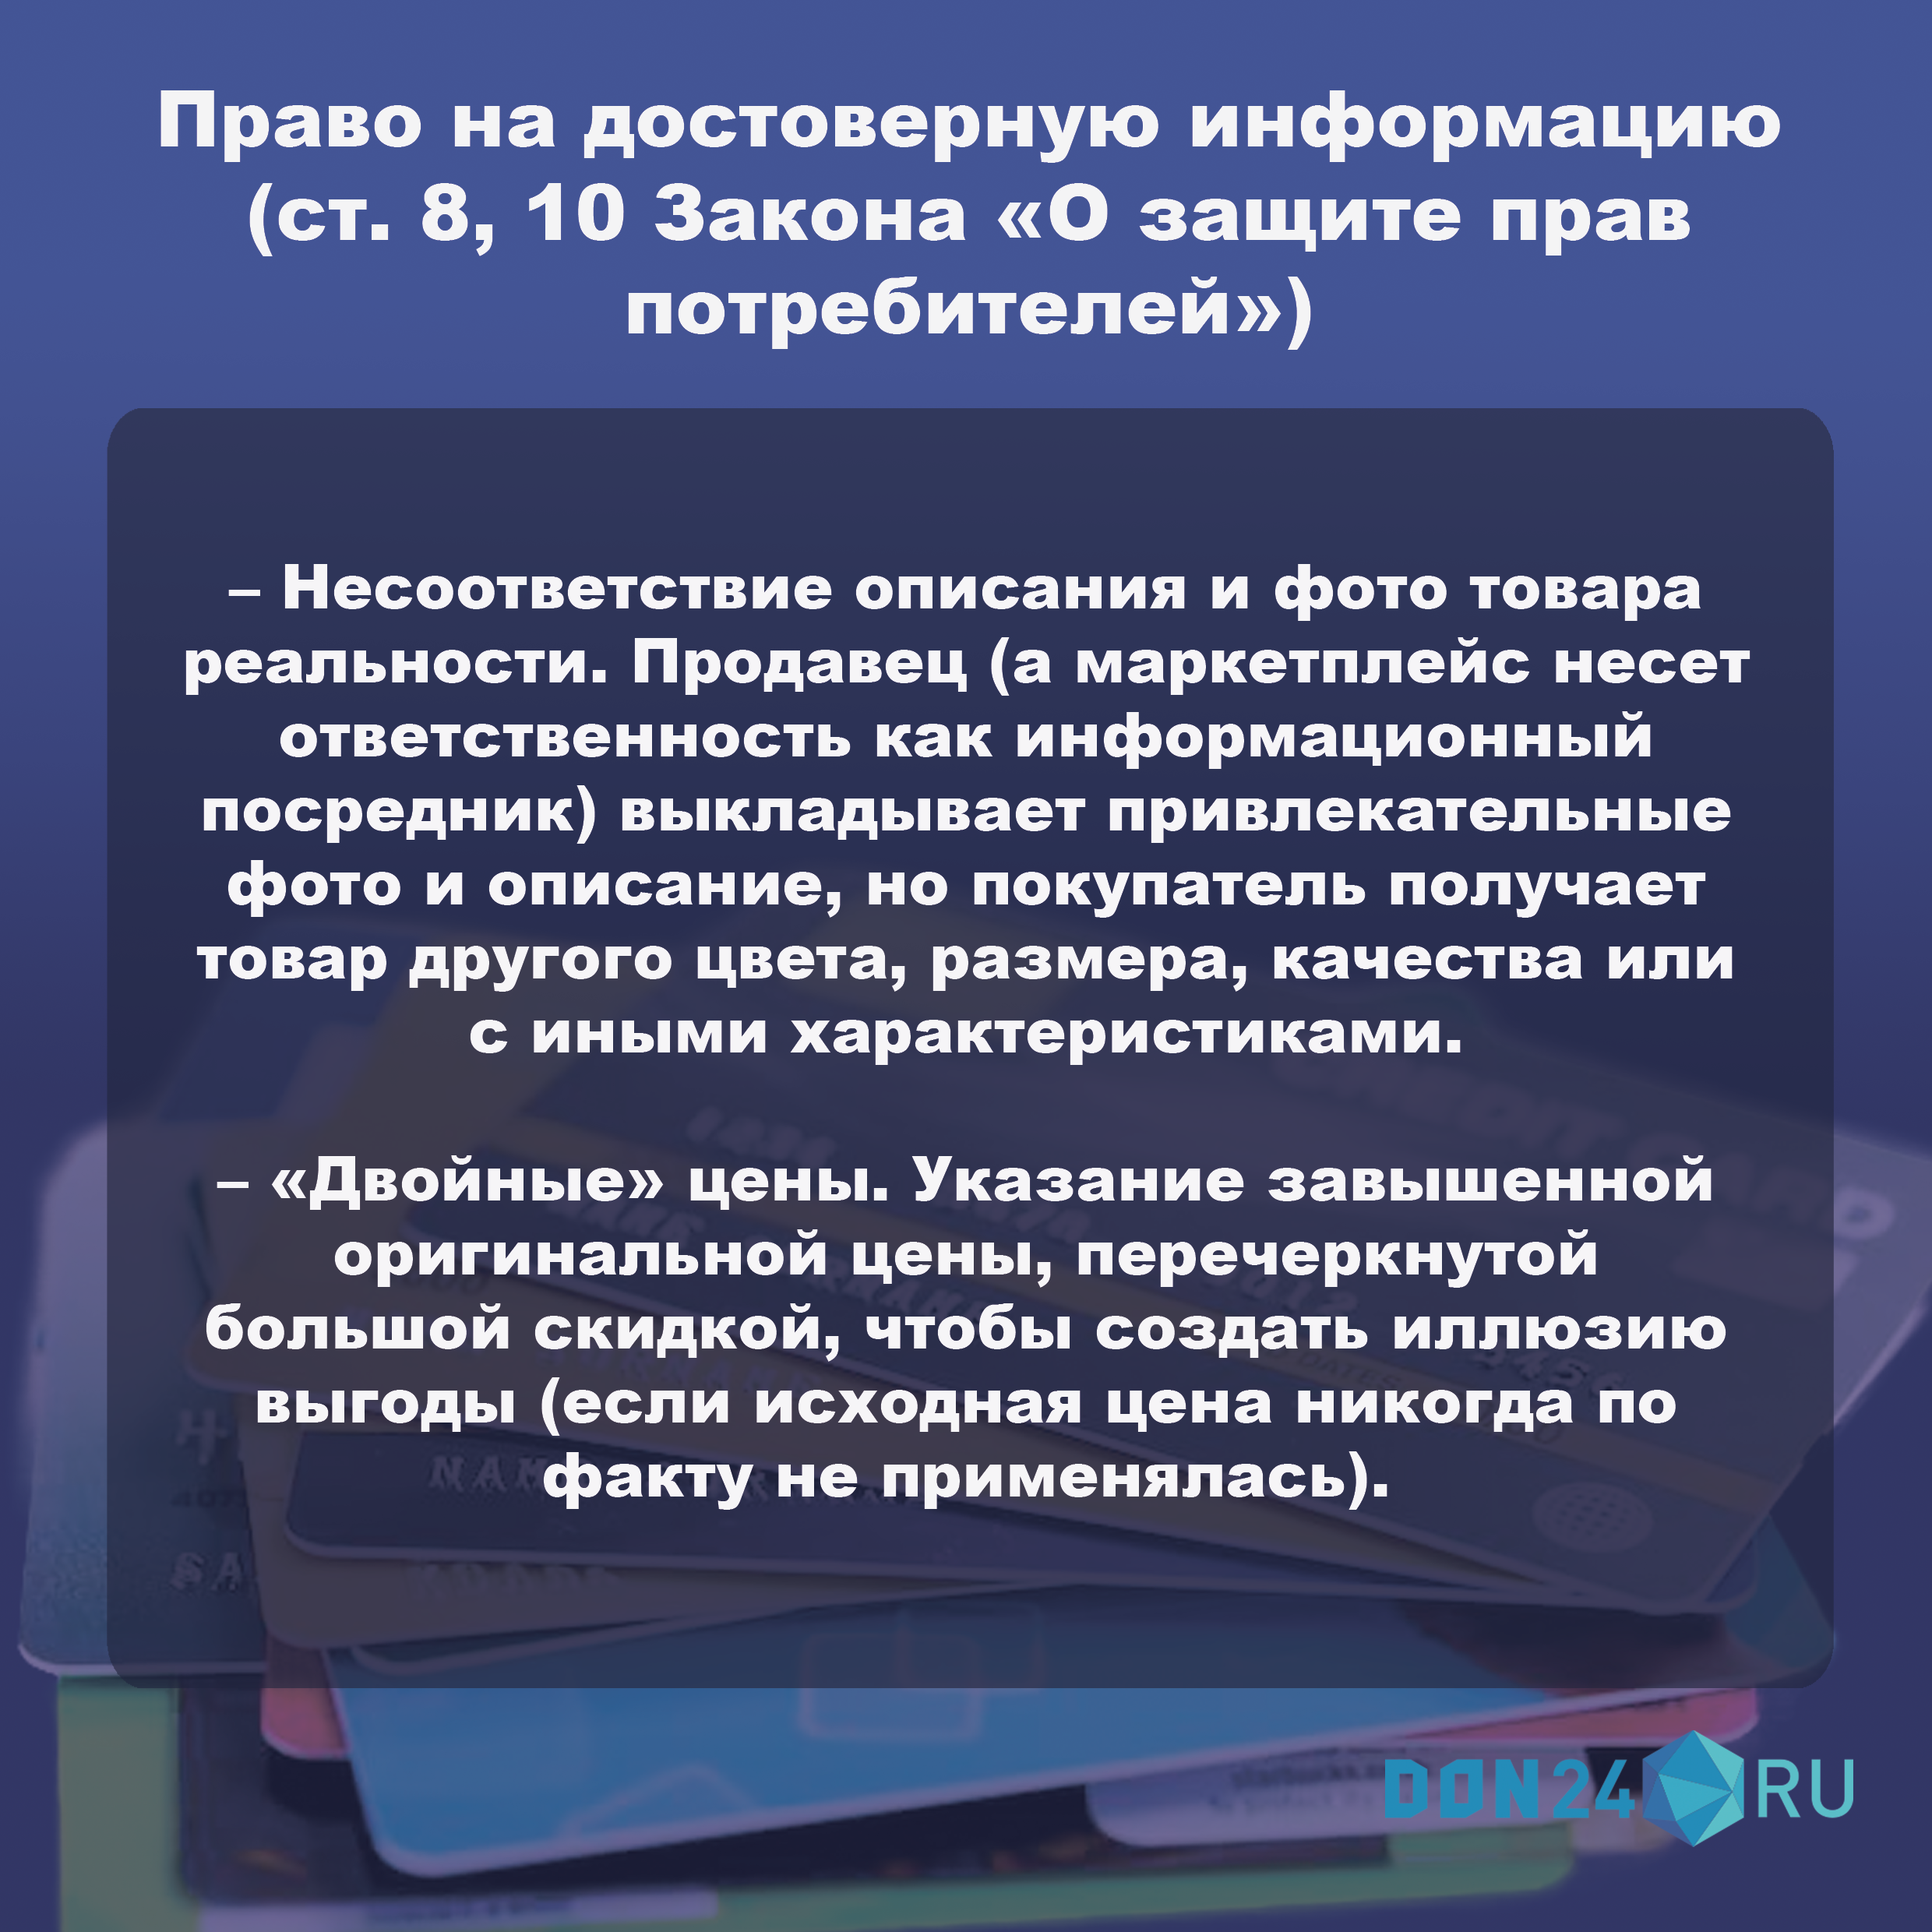 Право на достоверную информацию
(ст. 8, 10 Закона «О защите прав
потребителей»)
– Несоответствие описания и фото товара
реальности. Продавец (а маркетплейс несет
ответственность как информационный
посредник) выкладывает привлекательные
фото и описание, но покупатель получает
товар другого цвета, размера, качества или
с иными характеристиками.
– «Двойные» цены. Указание завышенной
оригинальной цены, перечеркнутой
большой скидкой, чтобы создать иллюзию
выгоды (если исходная цена никогда по
факту не применялась).
DON24 RU